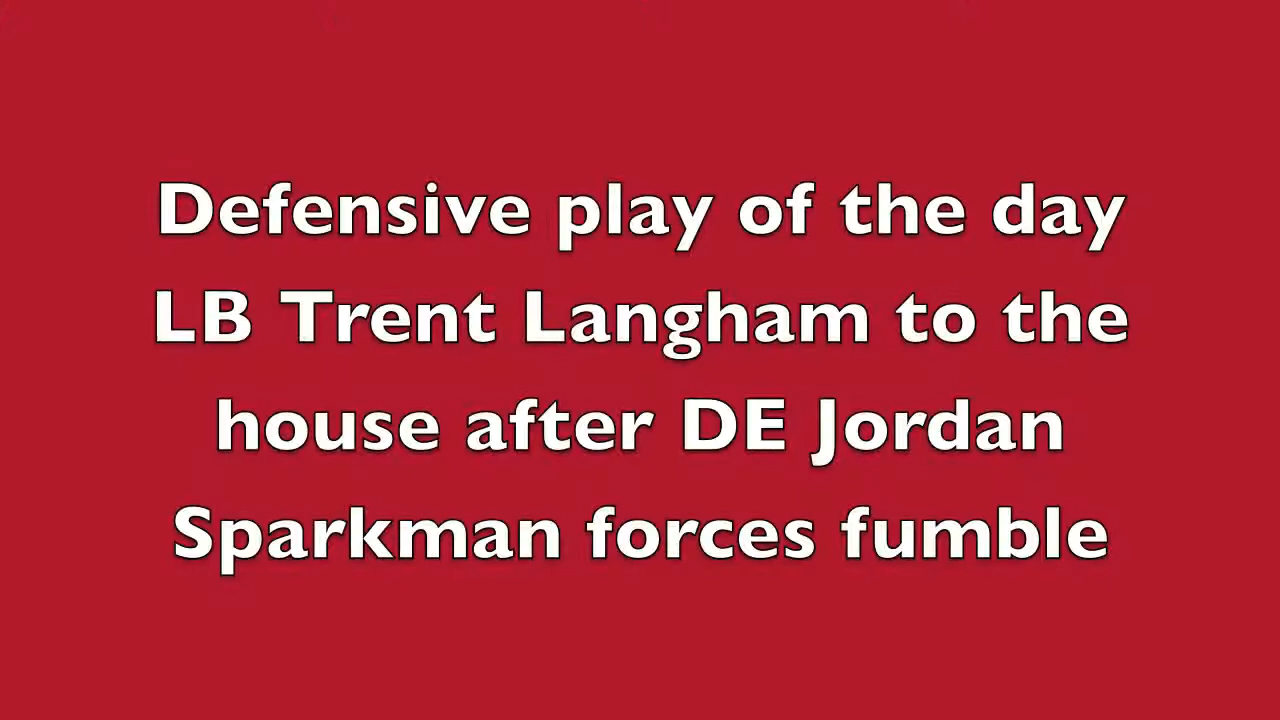 Defensive play of the day
LB Trent Langham to the
house after DE Jordan
Sparkman forces fumble